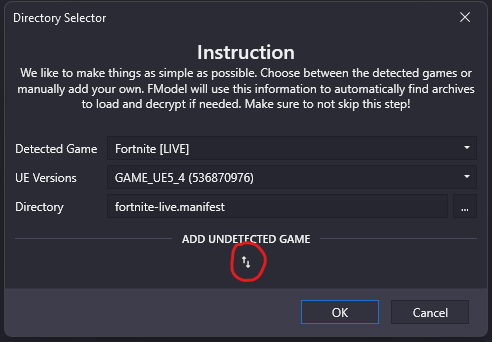 Directory Selector
Instruction
We like to make things as simple as possible. Choose between the detected games or
manually add your own. FModel will use this information to automatically find archives
to load and decrypt if needed. Make sure to not skip this step!
Detected Game Fortnite [LIVE]
UE Versions GAME_UE5_4 (536870976)
Directory fortnite-live.manifest ...
ADD UNDETECTED GAME
OK Cancel